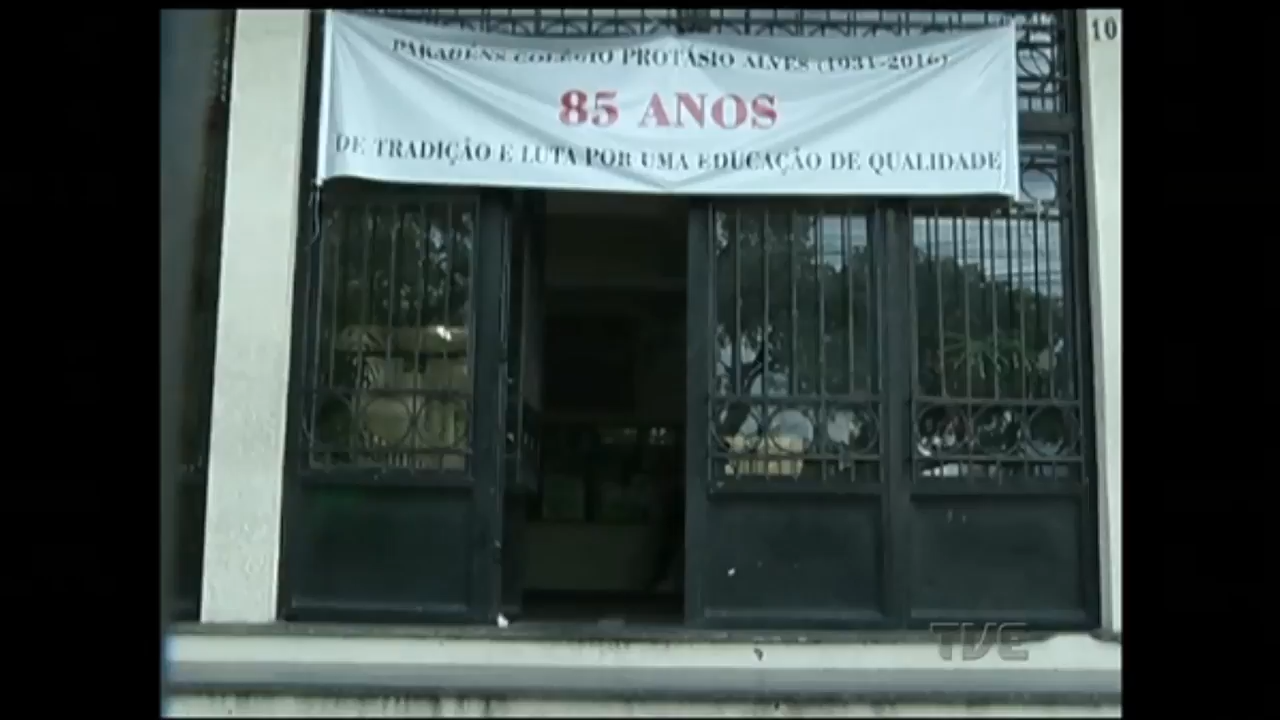 PARABÉNS COLÉGIO PROTÁSIO ALVES (1931-2016)
85 ANOS
DE TRADIÇÃO E LUTA POR UMA EDUCAÇÃO DE QUALIDADE
10
TVE